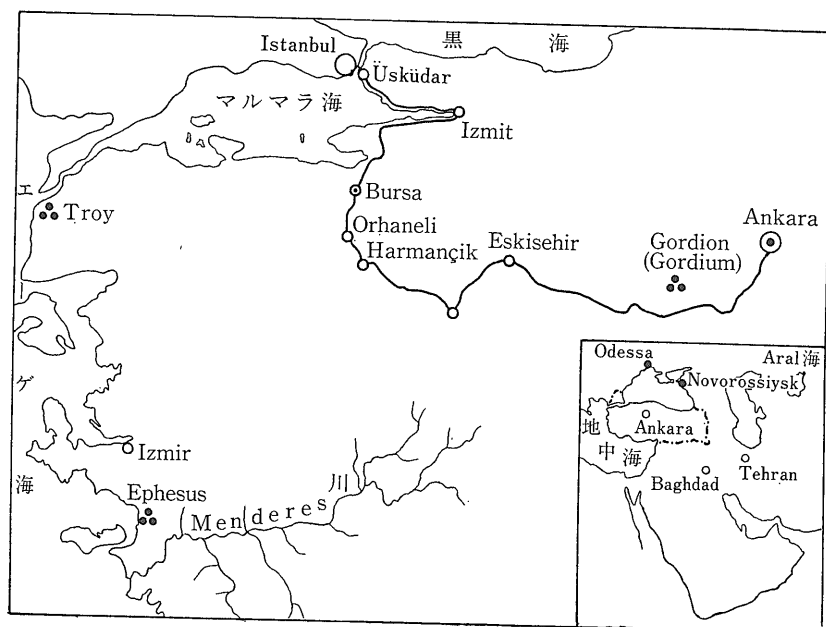 黒海
Istanbul
Üsküdar
マルマラ海
Izmit
エーゲ海
Troy
Bursa
Orhaneli
Harmançik
Eskisehir
Gordion
(Gordium)
Ankara
Izmir
Ephesus
Menderes川
Odessa
Aral海
Novorossiysk
Ankara
地中海
Tehran
Baghdad